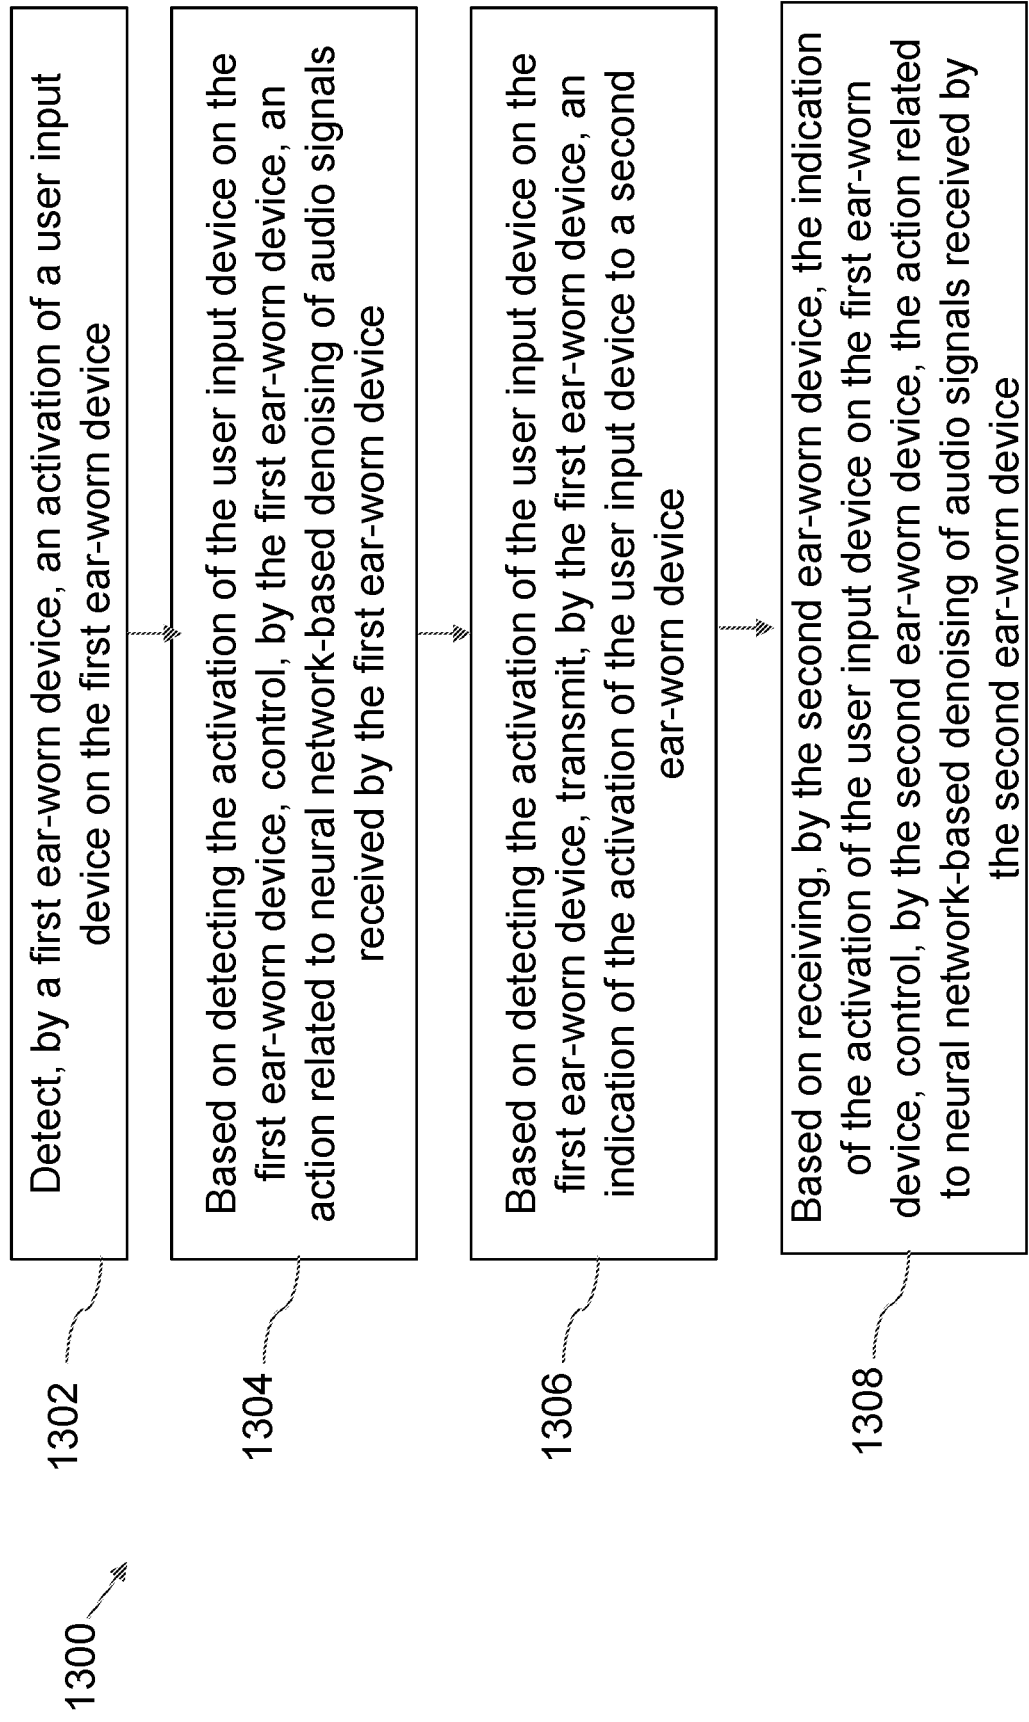 1300
1302
Detect, by a first ear-worn device, an activation of a user input
device on the first ear-worn device
1304
Based on detecting the activation of the user input device on the
first ear-worn device, control, by the first ear-worn device, an
action related to neural network-based denoising of audio signals
received by the first ear-worn device
1306
Based on detecting the activation of the user input device on the
first ear-worn device, transmit, by the first ear-worn device, an
indication of the activation of the user input device to a second
ear-worn device
1308
Based on receiving, by the second ear-worn device, the indication
of the activation of the user input device on the first ear-worn
device, control, by the second ear-worn device, the action related
to neural network-based denoising of audio signals received by
the second ear-worn device